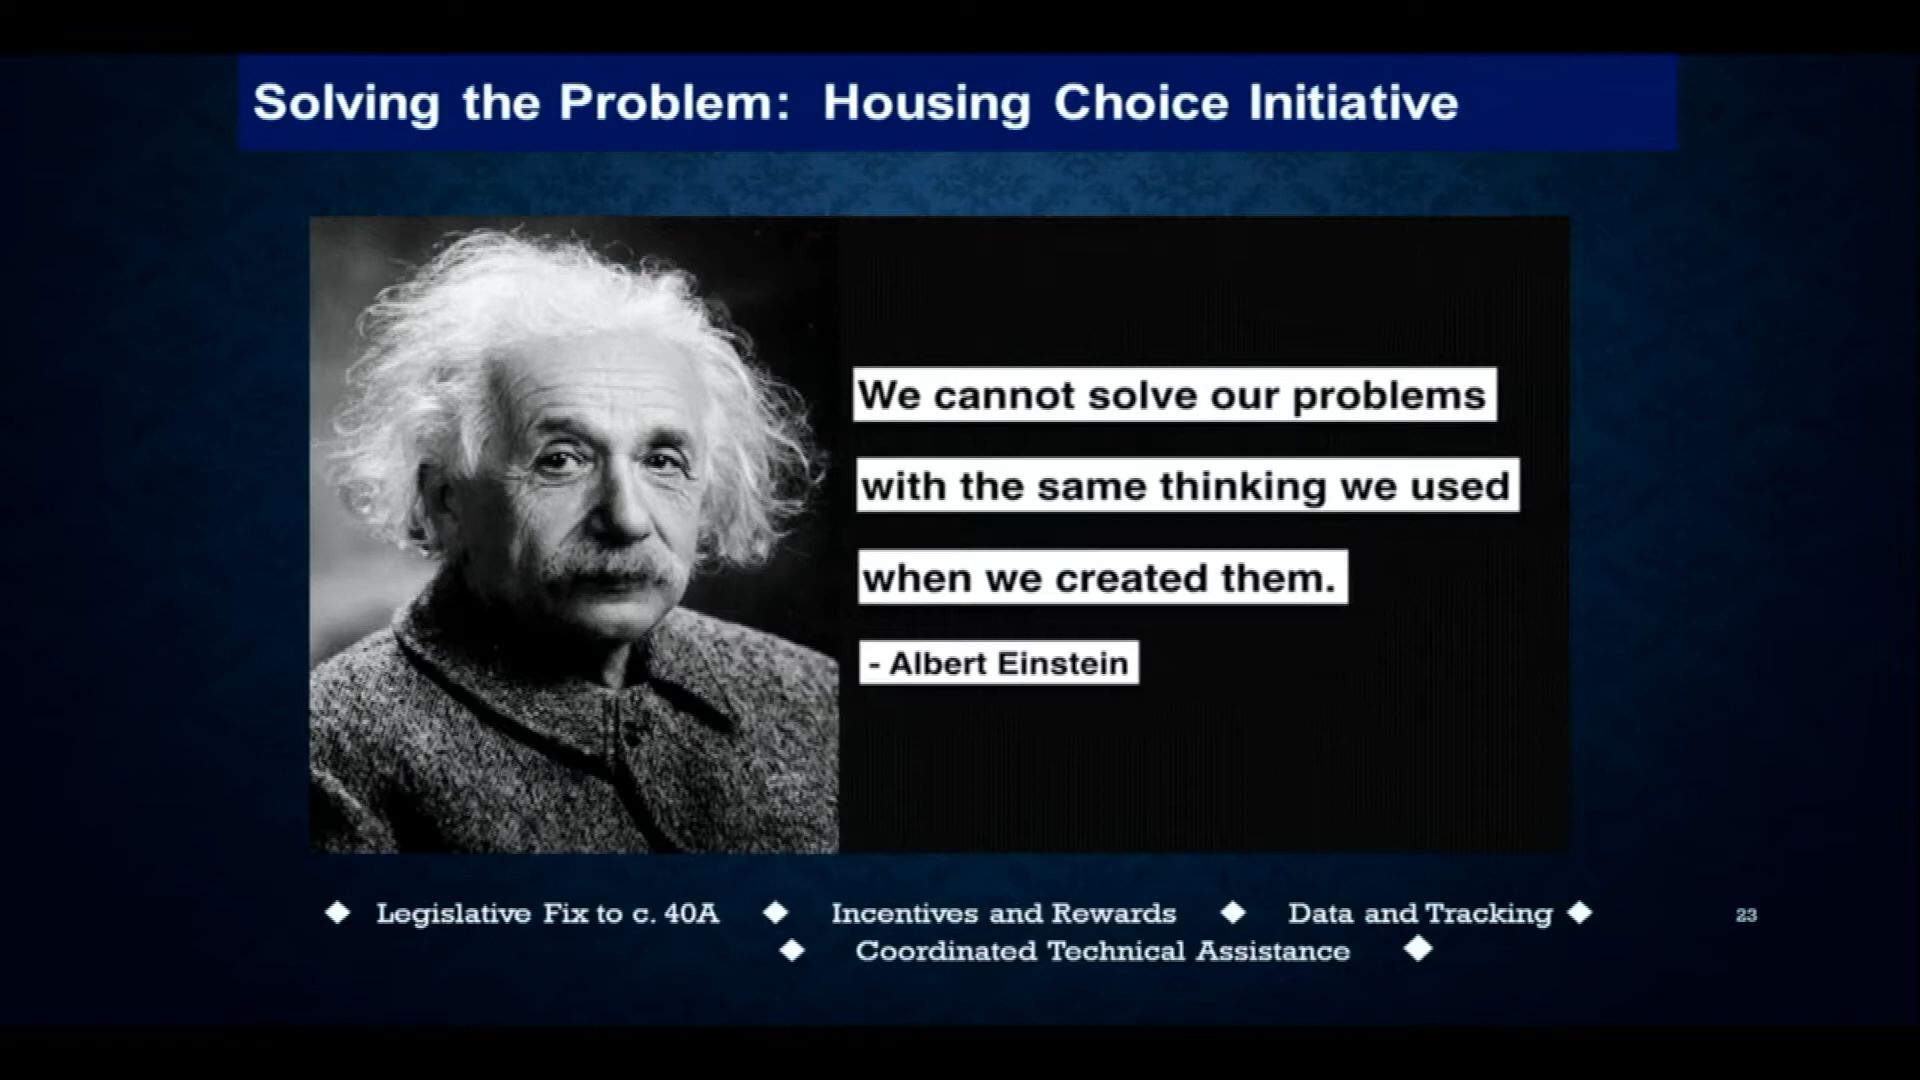 Solving the Problem: Housing Choice Initiative
We cannot solve our problems
with the same thinking we used
when we created them.
- Albert Einstein
◆ Legislative Fix to c. 40A ◆ Incentives and Rewards ◆ Data and Tracking ◆
23
◆ Coordinated Technical Assistance ◆